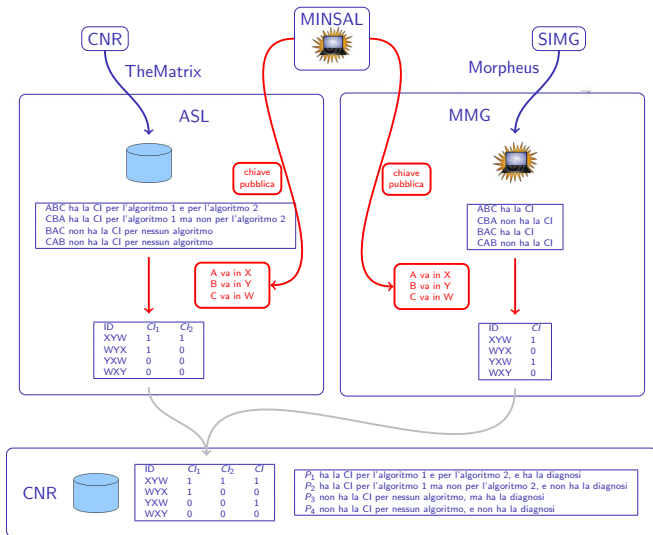 CNR
MINSAL
SIMG
TheMatrix
Morpheus
ASL
MMG
chiave
pubblica
chiave
pubblica
ABC ha la CI per l'algoritmo 1 e per l'algoritmo 2
CBA ha la CI per l'algoritmo 1 ma non per l'algoritmo 2
BAC non ha la CI per nessun algoritmo
CAB non ha la CI per nessun algoritmo
ABC ha la CI
CBA non ha la CI
BAC ha la CI
CAB non ha la CI
A va in X
B va in Y
C va in W
A va in X
B va in Y
C va in W
ID CI1 CI2
XYW 1 1
WYX 1 0
YXW 0 0
WXY 0 0
ID CI
XYW 1
WYX 0
YXW 1
WXY 0
CNR
ID CI1 CI2 CI
XYW 1 1 1
WYX 1 0 0
YXW 0 0 1
WXY 0 0 0
P1 ha la CI per l'algoritmo 1 e per l'algoritmo 2, e ha la diagnosi
P2 ha la CI per l'algoritmo 1 ma non per l'algoritmo 2, e non ha la diagnosi
P3 non ha la CI per nessun algoritmo, ma ha la diagnosi
P4 non ha la CI per nessun algoritmo, e non ha la diagnosi